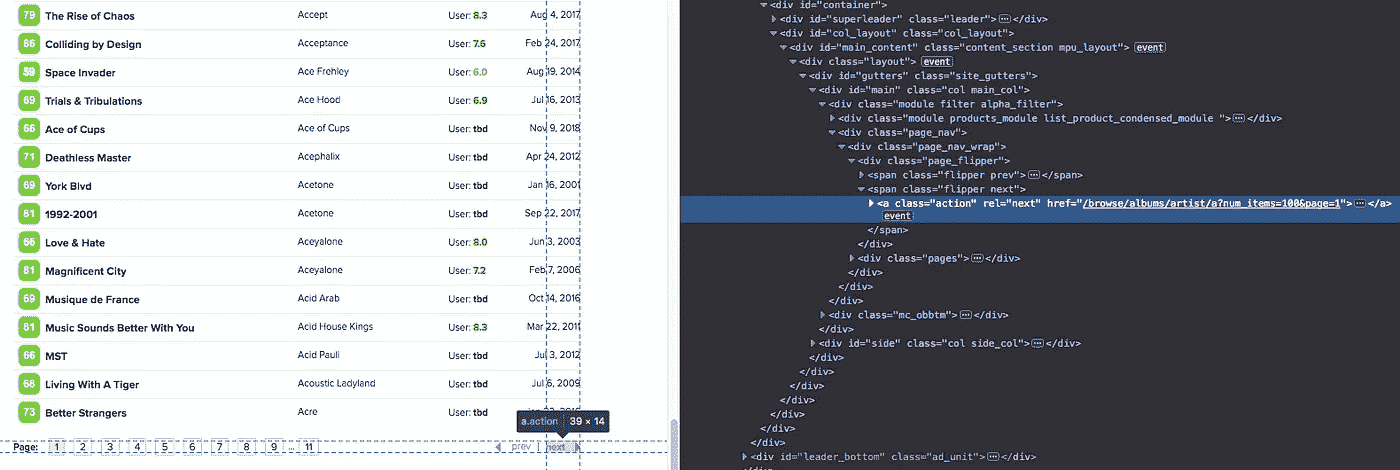 79 The Rise of Chaos Accept User: 8.3 Aug 4, 2017
86 Colliding by Design Acceptance User: 7.6 Feb 24, 2017
59 Space Invader Ace Frehley User: 6.0 Aug 19, 2014
69 Trials & Tribulations Ace Hood User: 6.9 Jul 16, 2013
66 Ace of Cups Ace of Cups User: tbd Nov 9, 2018
71 Deathless Master Acephalix User: tbd Apr 24, 2012
69 York Blvd Acetone User: tbd Jan 16, 2001
81 1992-2001 Acetone User: tbd Sep 22, 2017
Love & Hate Aceyalone User: 8.0 Jun 3, 2003
81 Magnificent City Aceyalone User: 7.2 Feb 7, 2006
69 Musique de France Acid Arab User: tbd Oct 14, 2016
81 Music Sounds Better With You Acid House Kings User: 8.3 Mar 22, 2011
66 MST Acid Pauli User: tbd Jul 3, 2012
68 Living With A Tiger Acoustic Ladyland User: tbd Jul 6, 2009
73 Better Strangers Acre User: tbd
a.action 39 × 14
Page: 1 2 3 4 5 6 7 8 9 ... 11 prev | next
<div id="container">
<div id="superleader" class="leader"></div>
<div id="col_layout" class="col_layout">
<div id="main_content" class="content_section mpu_layout"> event
<div class="layout"> event
<div id="gutters" class="site_gutters">
<div id="main" class="col main_col">
<div class="module filter alpha_filter">
<div class="module products_module list_product_condensed_module "></div>
<div class="page_nav">
<div class="page_nav_wrap">
<div class="page_flipper">
<span class="flipper prev"></span>
<span class="flipper next">
<a class="action" rel="next" href="/browse/albums/artist/a?num_items=100&page=1"></a>
event
</span>
</div>
<div class="pages"></div>
</div>
</div>
</div>
<div class="mc_obbtm"></div>
</div>
<div id="side" class="col side_col"></div>
</div>
</div>
</div>
</div>
</div>
</div>
<div id="leader_bottom" class="ad_unit"></div>